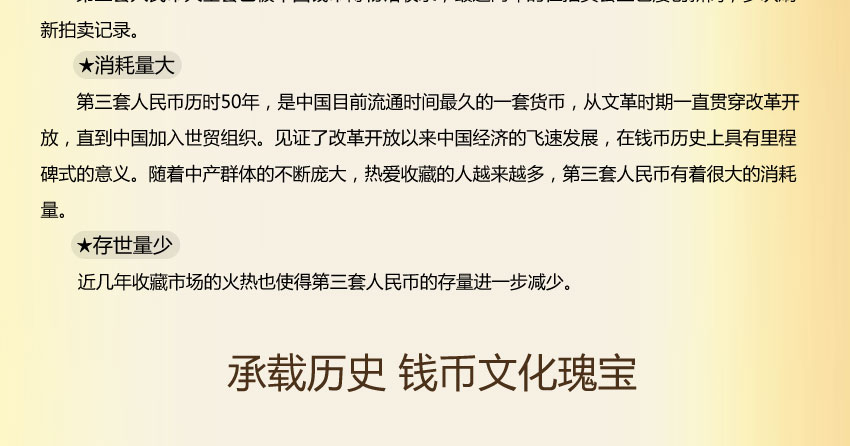 新拍卖记录。
★消耗量大
第三套人民币历时50年，是中国目前流通时间最久的一套货币，从文革时期一直贯穿改革开
放，直到中国加入世贸组织。见证了改革开放以来中国经济的飞速发展，在钱币历史上具有里程
碑式的意义。随着中产群体的不断庞大，热爱收藏的人越来越多，第三套人民币有着很大的消耗
量。
★存世量少
近几年收藏市场的火热也使得第三套人民币的存量进一步减少。
承载历史 钱币文化瑰宝